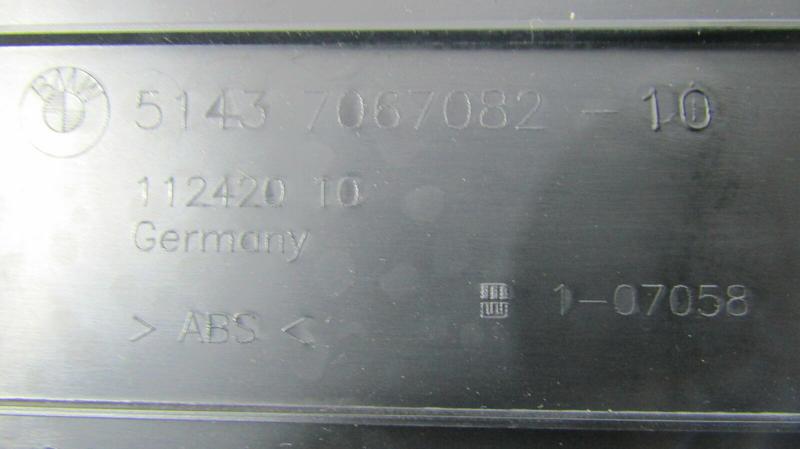 BMW 5143 7067082 - 10
112420 10
Germany
1-07058
> ABS <